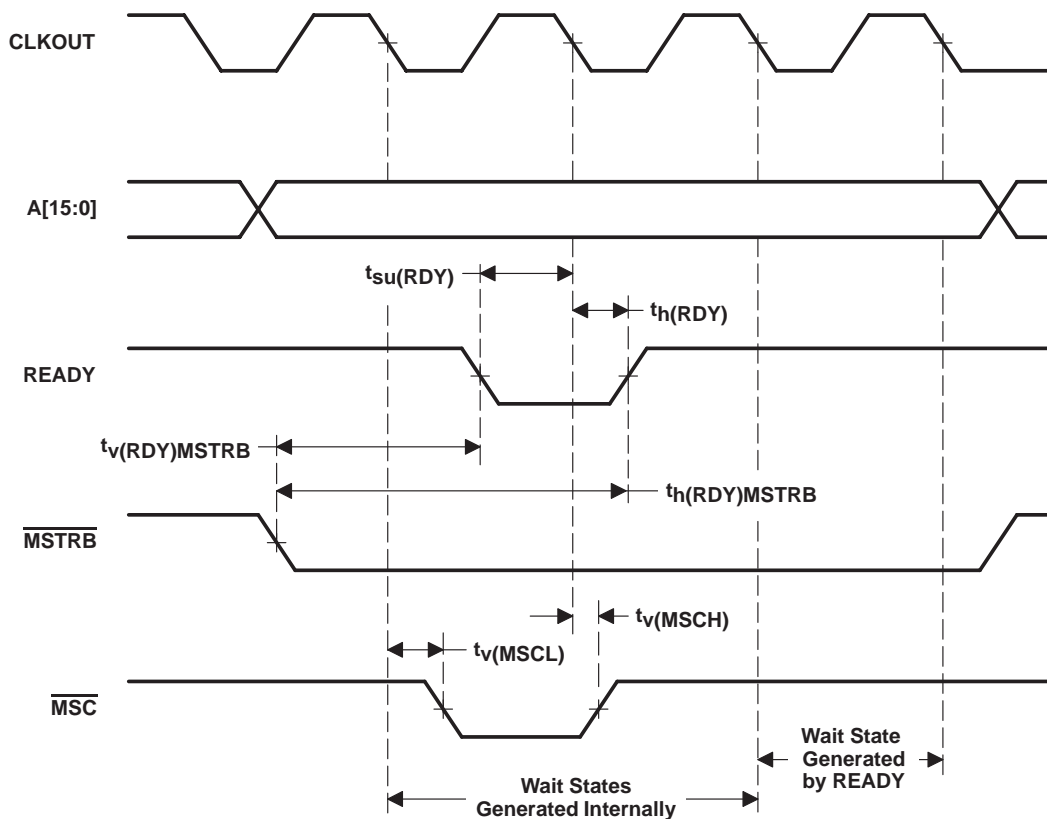 CLKOUT
A[15:0]
tsu(RDY)
th(RDY)
READY
tv(RDY)MSTRB
th(RDY)MSTRB
MSTRB
tv(MSCH)
tv(MSCL)
MSC
Wait State
Generated
by READY
Wait States
Generated Internally